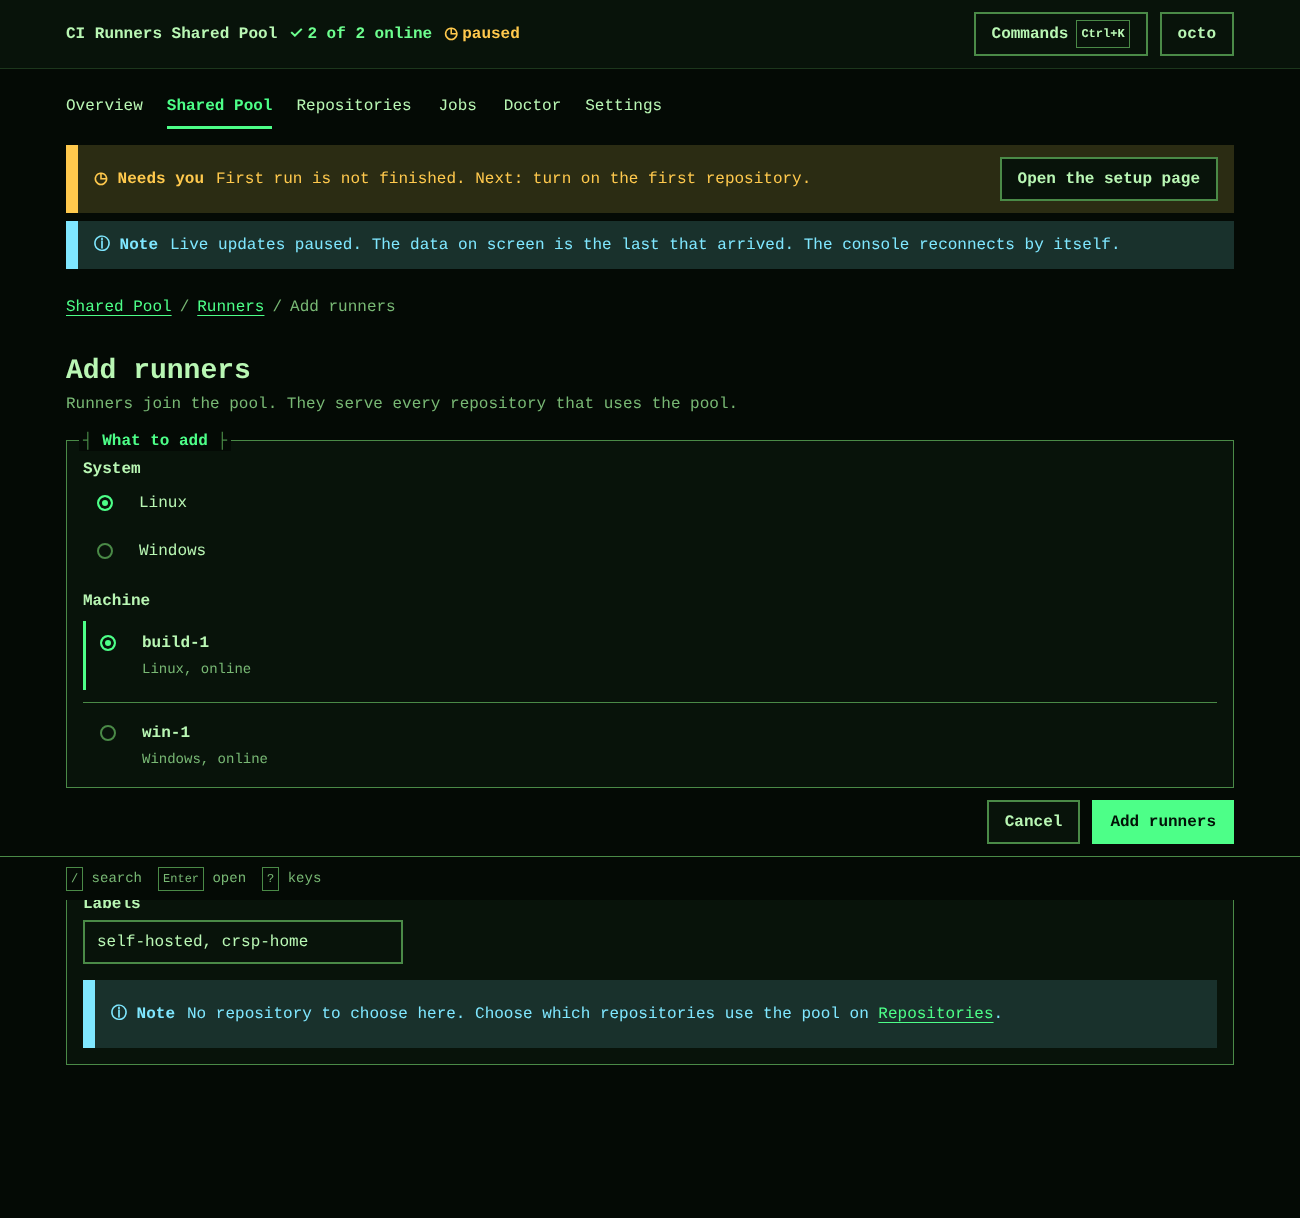 CI Runners Shared Pool ✓ 2 of 2 online ◷ paused Commands Ctrl+K octo
Overview Shared Pool Repositories Jobs Doctor Settings
◷ Needs you First run is not finished. Next: turn on the first repository. Open the setup page
ⓘ Note Live updates paused. The data on screen is the last that arrived. The console reconnects by itself.
Shared Pool / Runners / Add runners
Add runners
Runners join the pool. They serve every repository that uses the pool.
┤ What to add ├
System
Linux
Windows
Machine
build-1
Linux, online
win-1
Windows, online
Cancel Add runners
/ search Enter open ? keys
Labels
self-hosted, crsp-home
ⓘ Note No repository to choose here. Choose which repositories use the pool on Repositories.